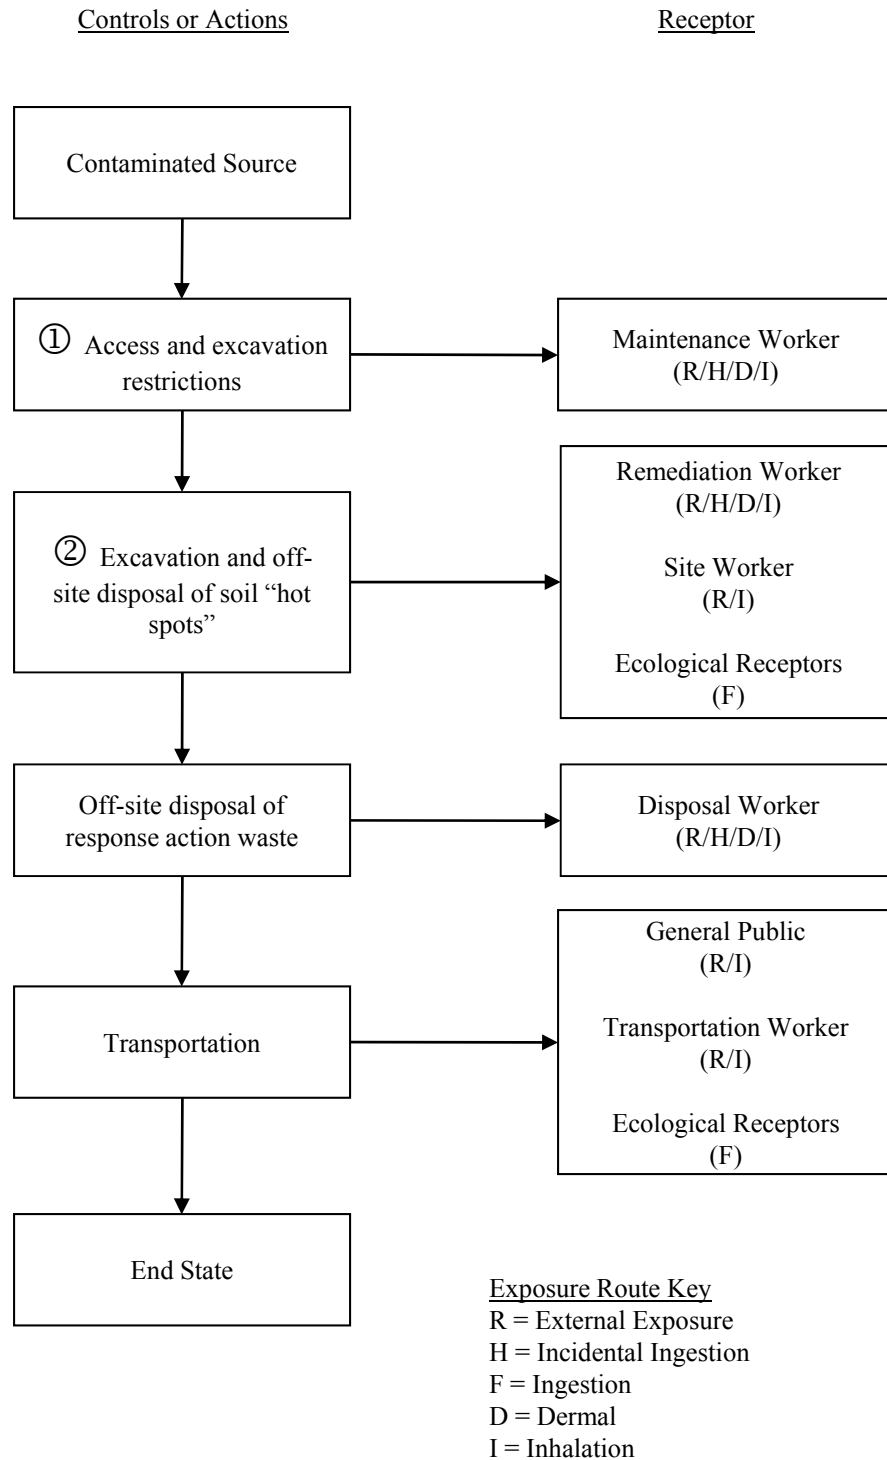 Controls or Actions
Receptor
Contaminated Source
① Access and excavation
restrictions
Maintenance Worker
(R/H/D/I)
② Excavation and off-
site disposal of soil “hot
spots”
Remediation Worker
(R/H/D/I)
Site Worker
(R/I)
Ecological Receptors
(F)
Off-site disposal of
response action waste
Disposal Worker
(R/H/D/I)
Transportation
General Public
(R/I)
Transportation Worker
(R/I)
Ecological Receptors
(F)
End State
Exposure Route Key
R = External Exposure
H = Incidental Ingestion
F = Ingestion
D = Dermal
I = Inhalation